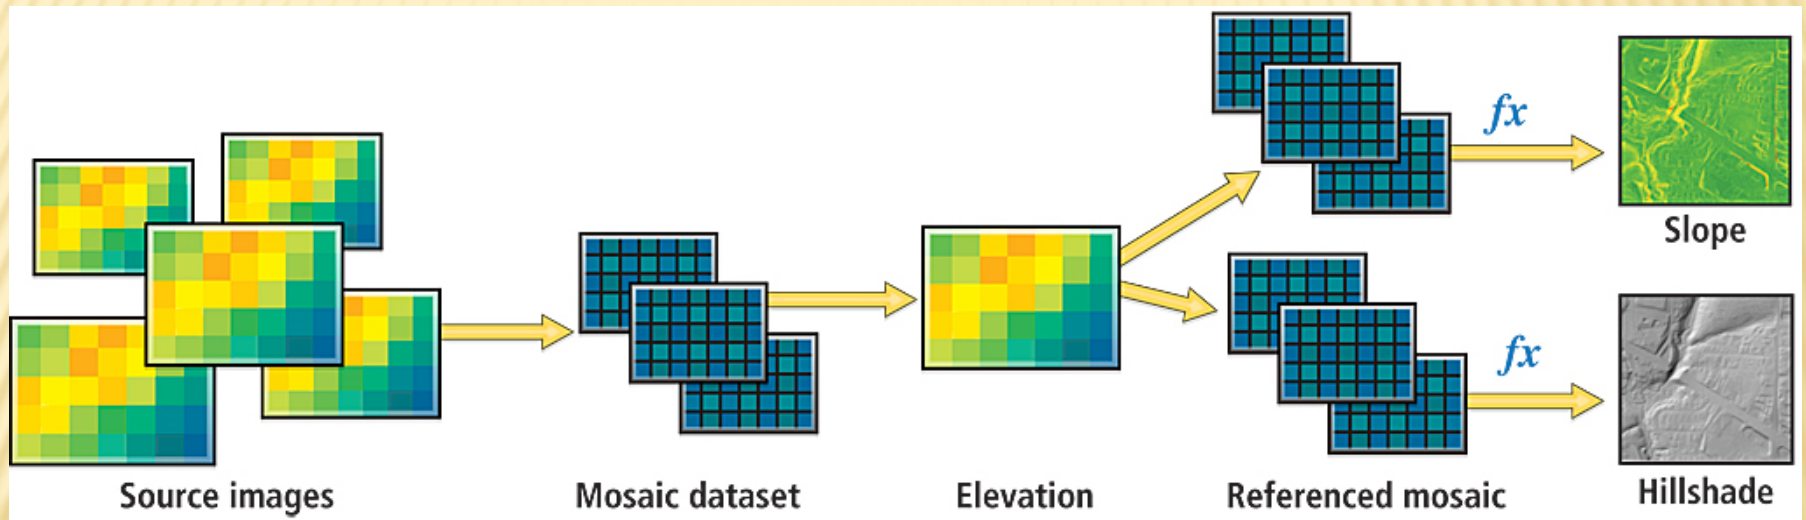 fx
Slope
fx
Source images
Mosaic dataset
Elevation
Referenced mosaic
Hillshade